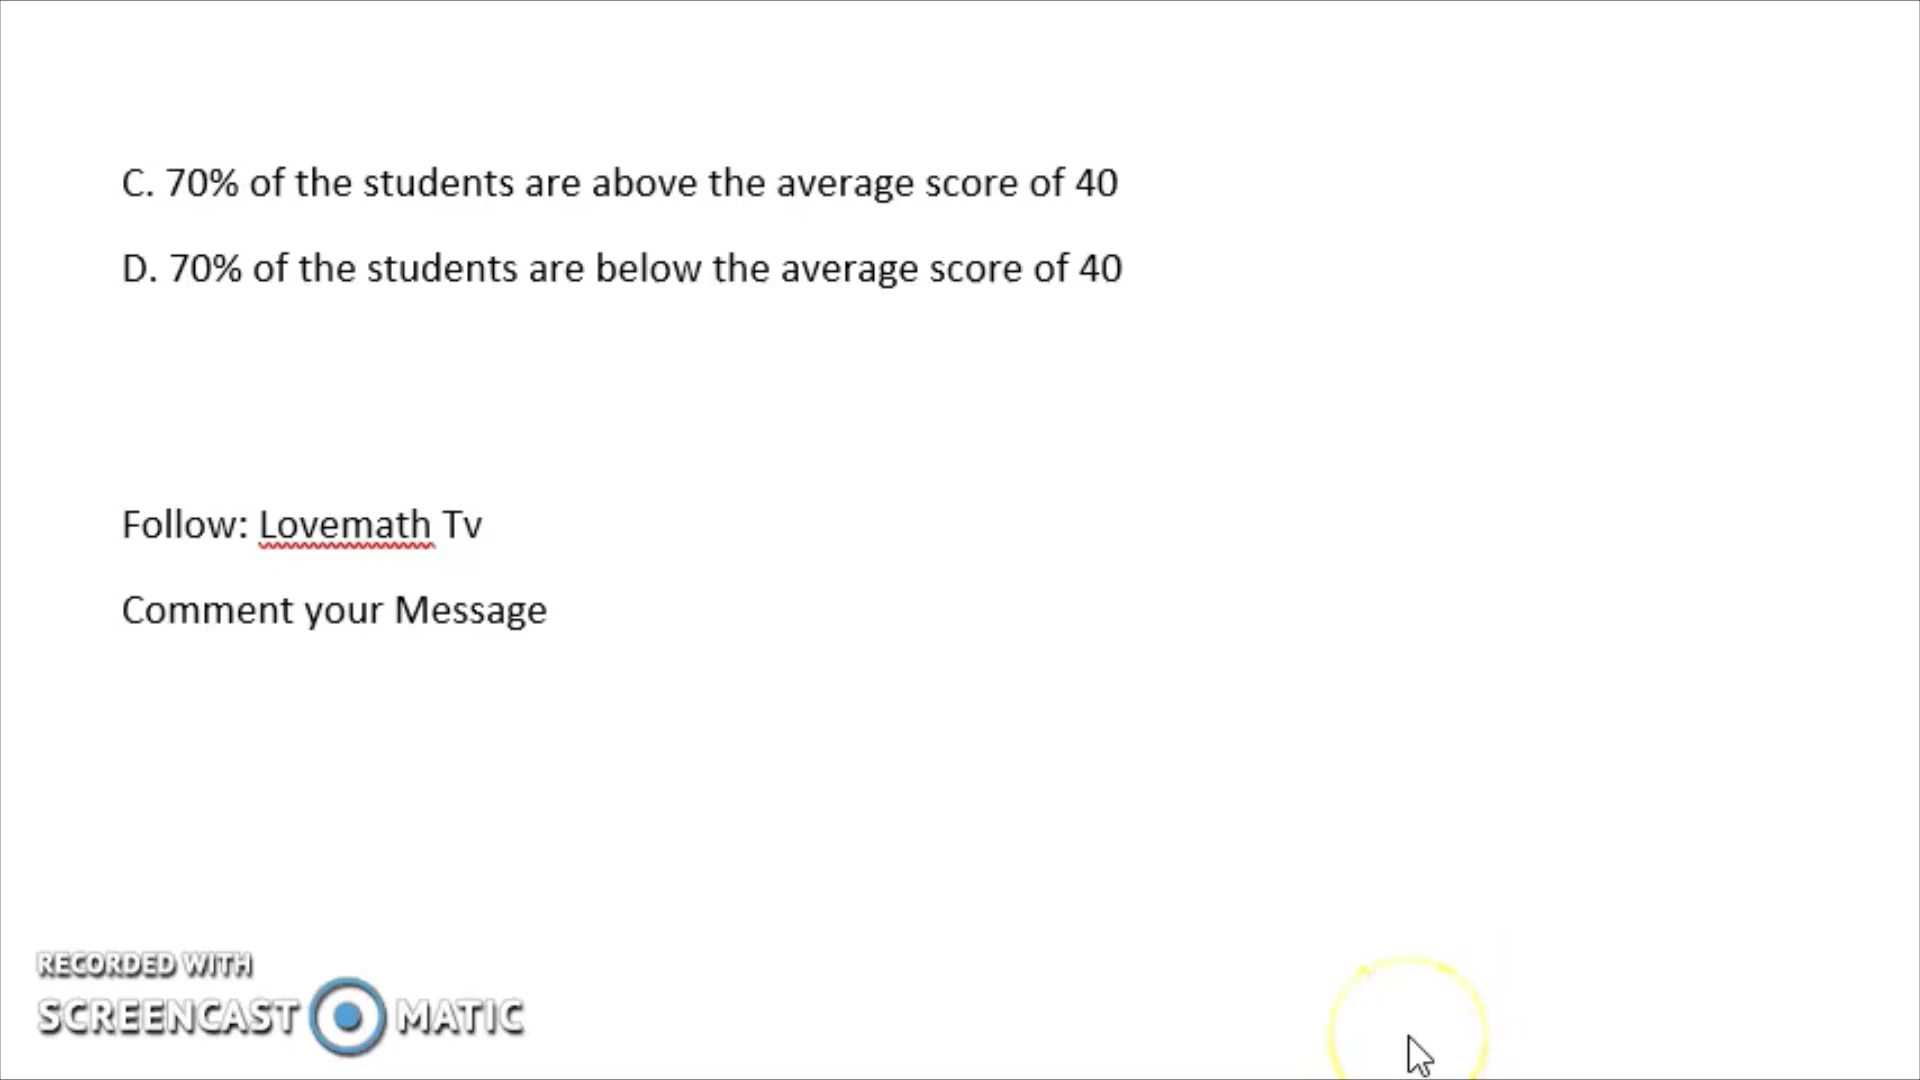 C. 70% of the students are above the average score of 40
D. 70% of the students are below the average score of 40
Follow: Lovemath Tv
Comment your Message
RECORDED WITH
SCREENCAST MATIC